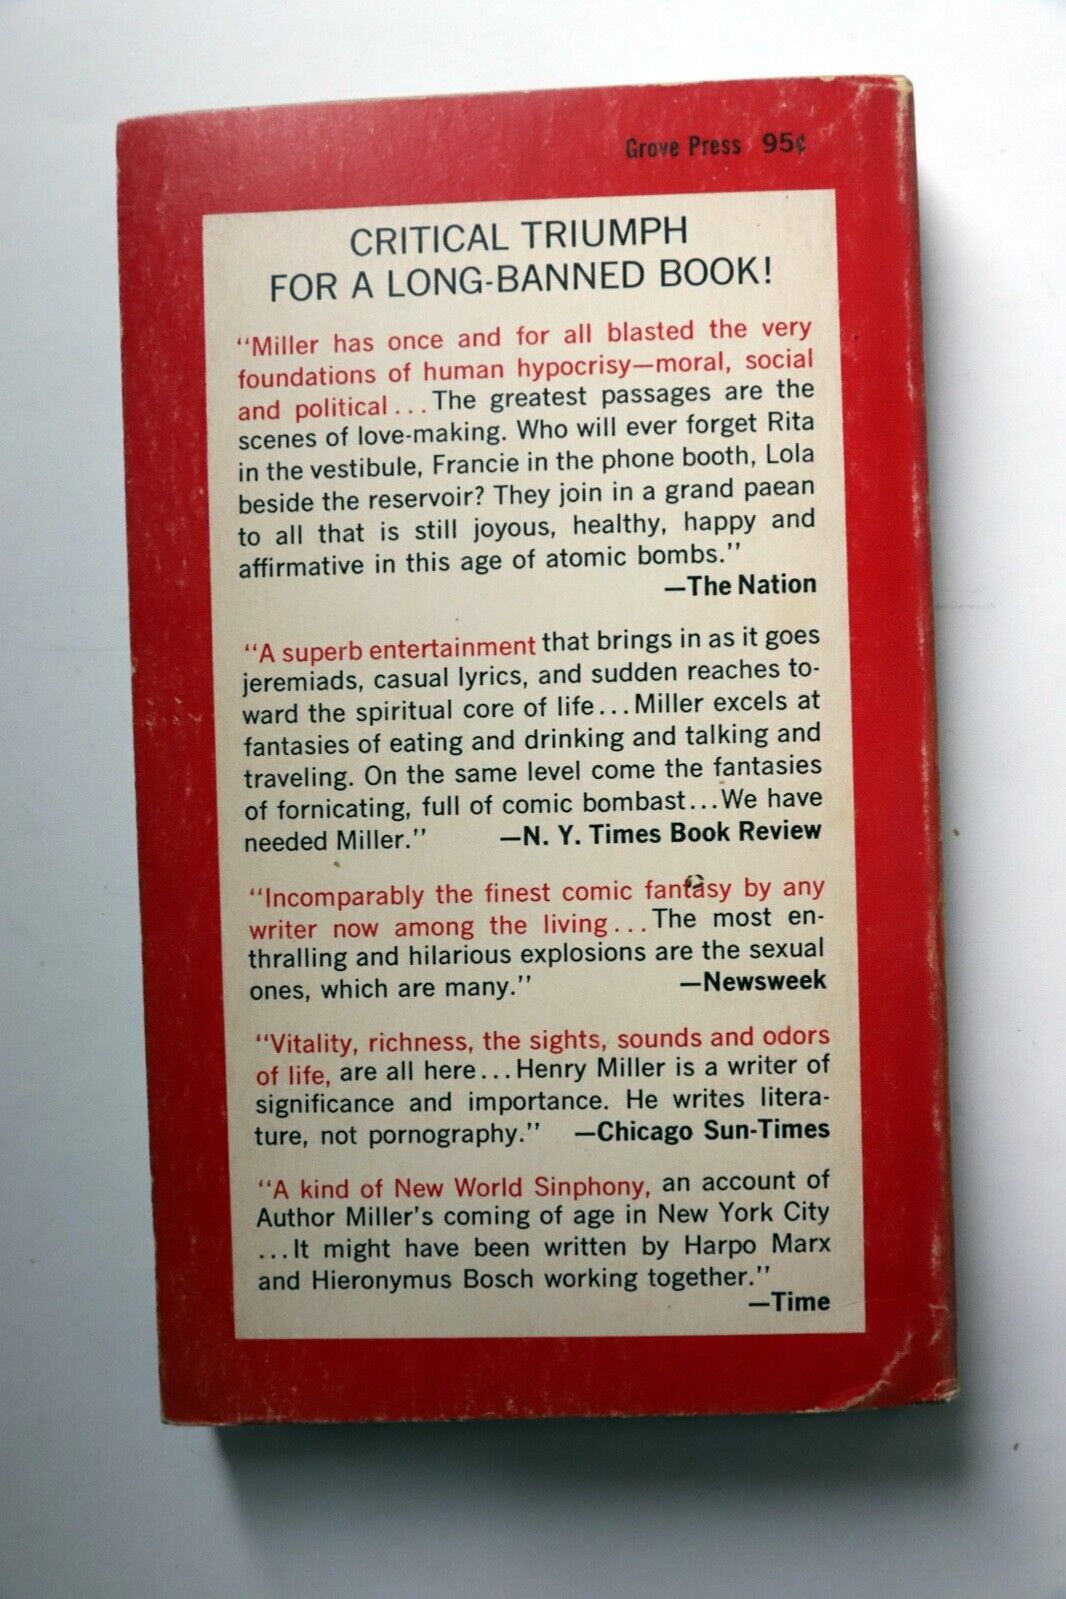 Grove Press 95¢
CRITICAL TRIUMPH
FOR A LONG-BANNED BOOK!
"Miller has once and for all blasted the very
foundations of human hypocrisy—moral, social
and political...The greatest passages are the
scenes of love-making. Who will ever forget Rita
in the vestibule, Francie in the phone booth, Lola
beside the reservoir? They join in a grand paean
to all that is still joyous, healthy, happy and
affirmative in this age of atomic bombs."
—The Nation
"A superb entertainment that brings in as it goes
jeremiads, casual lyrics, and sudden reaches to-
ward the spiritual core of life...Miller excels at
fantasies of eating and drinking and talking and
traveling. On the same level come the fantasies
of fornicating, full of comic bombast...We have
needed Miller." —N. Y. Times Book Review
"Incomparably the finest comic fantasy by any
writer now among the living...The most en-
thralling and hilarious explosions are the sexual
ones, which are many." —Newsweek
"Vitality, richness, the sights, sounds and odors
of life, are all here...Henry Miller is a writer of
significance and importance. He writes litera-
ture, not pornography." —Chicago Sun-Times
"A kind of New World Sinphony, an account of
Author Miller's coming of age in New York City
...It might have been written by Harpo Marx
and Hieronymus Bosch working together."
—Time